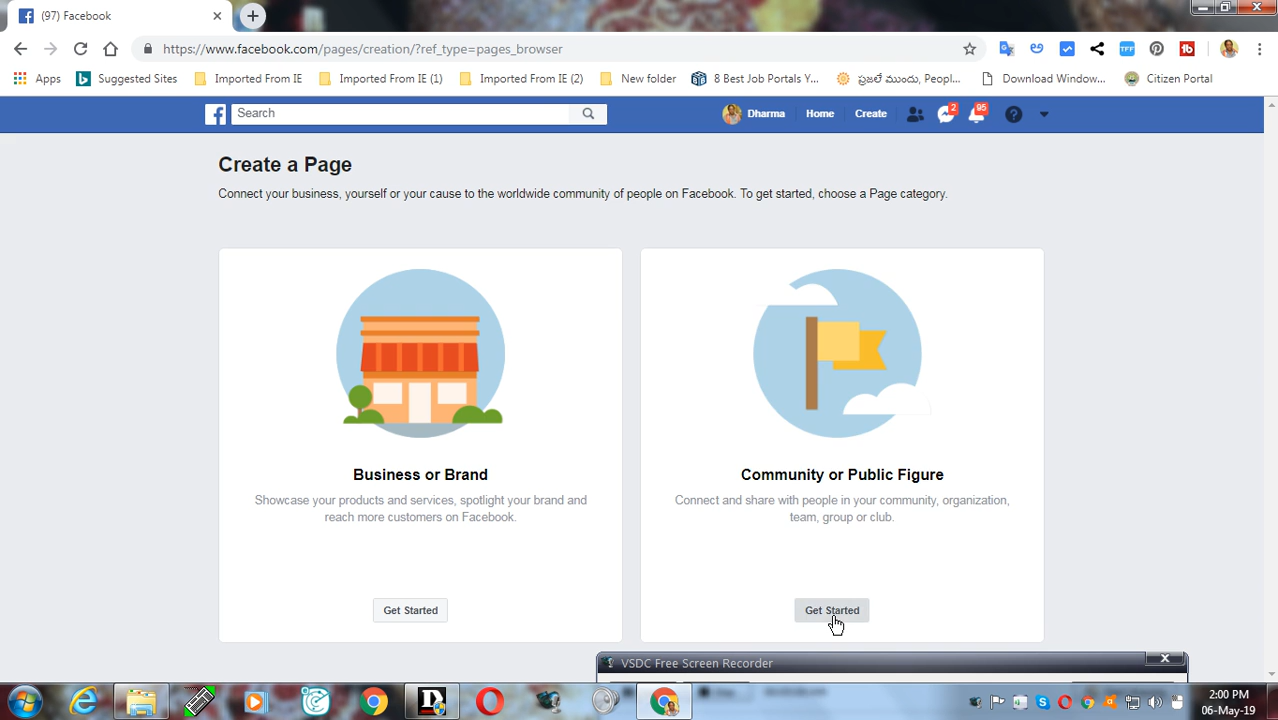 (97) Facebook
https://www.facebook.com/pages/creation/?ref_type=pages_browser
Apps Suggested Sites Imported From IE Imported From IE (1) Imported From IE (2) New folder 8 Best Job Portals Y... ప్రజలే ముందు, Peopl... Download Window... Citizen Portal
Search Dharma Home Create 2 95
Create a Page
Connect your business, yourself or your cause to the worldwide community of people on Facebook. To get started, choose a Page category.
Business or Brand
Showcase your products and services, spotlight your brand and
reach more customers on Facebook.
Get Started
Community or Public Figure
Connect and share with people in your community, organization,
team, group or club.
Get Started
VSDC Free Screen Recorder
2:00 PM
06-May-19